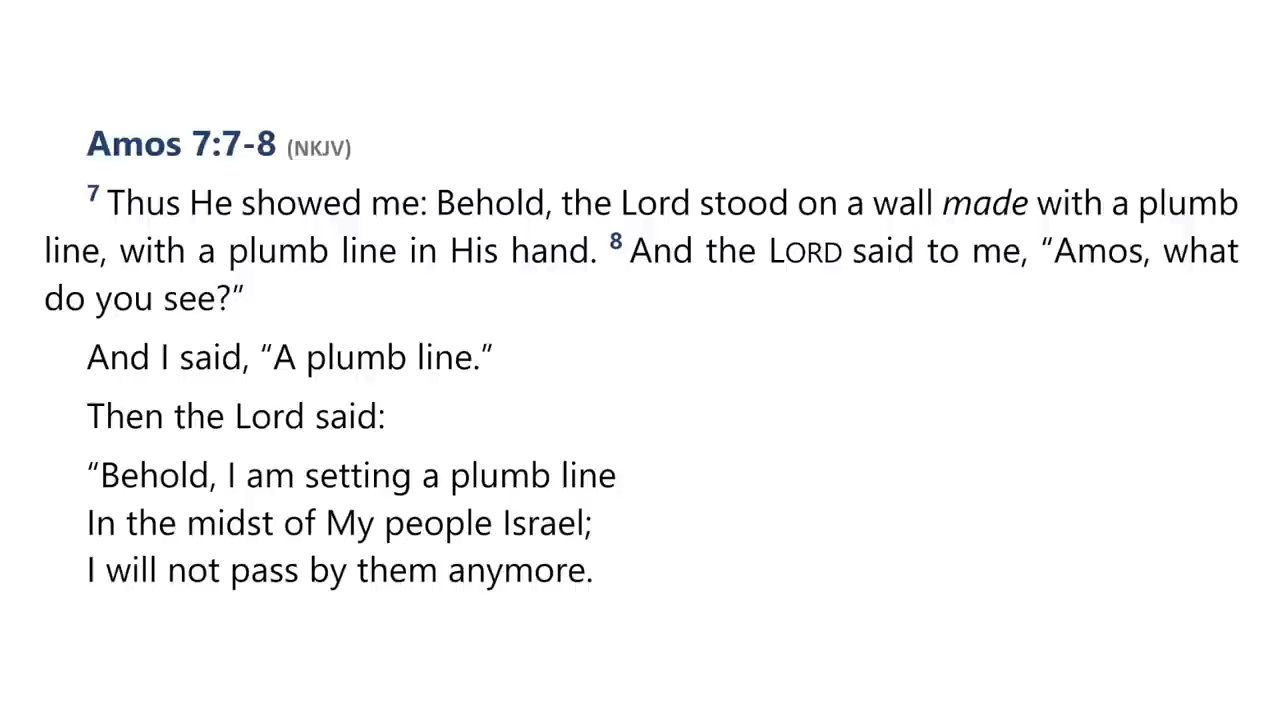 Amos 7:7-8 (NKJV)
7 Thus He showed me: Behold, the Lord stood on a wall made with a plumb
line, with a plumb line in His hand. 8 And the LORD said to me, “Amos, what
do you see?”
And I said, “A plumb line.”
Then the Lord said:
“Behold, I am setting a plumb line
In the midst of My people Israel;
I will not pass by them anymore.